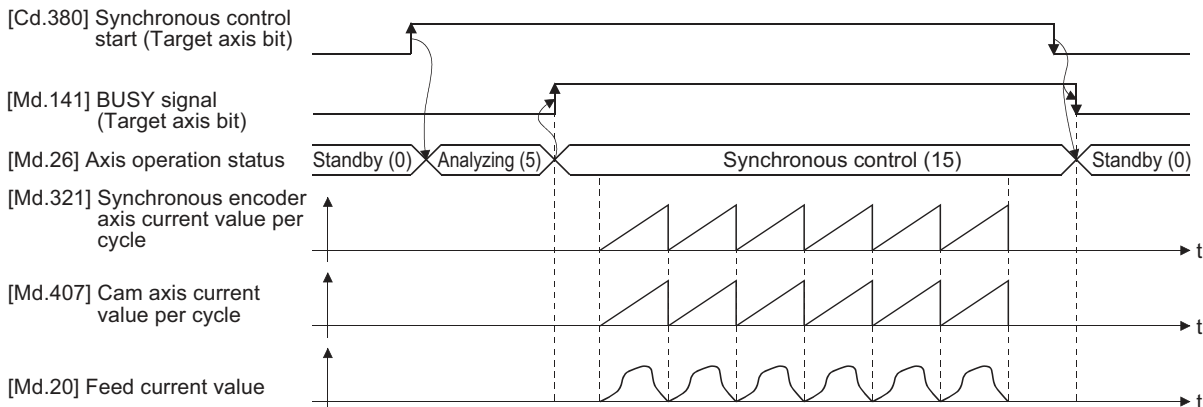 [Cd.380] Synchronous control
start (Target axis bit)
[Md.141] BUSY signal
(Target axis bit)
[Md.26] Axis operation status
Standby (0) Analyzing (5) Synchronous control (15) Standby (0)
[Md.321] Synchronous encoder
axis current value per
cycle
t
[Md.407] Cam axis current
value per cycle
t
[Md.20] Feed current value
t